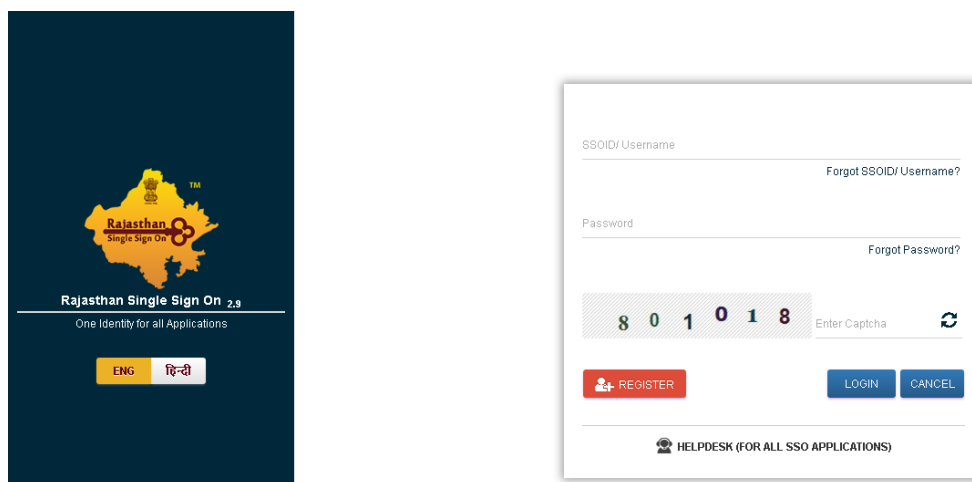 TM
Rajasthan
Single Sign On
Rajasthan Single Sign On 2.9
One Identity for all Applications
ENG हिन्दी
SSOID/ Username
Forgot SSOID/ Username?
Password
Forgot Password?
8 0 1 0 1 8
Enter Captcha
REGISTER
LOGIN CANCEL
HELPDESK (FOR ALL SSO APPLICATIONS)